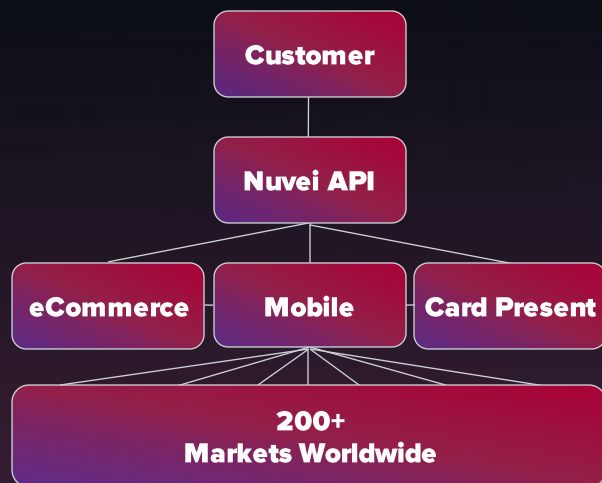 Customer
Nuvei API
eCommerce
Mobile
Card Present
200+
Markets Worldwide